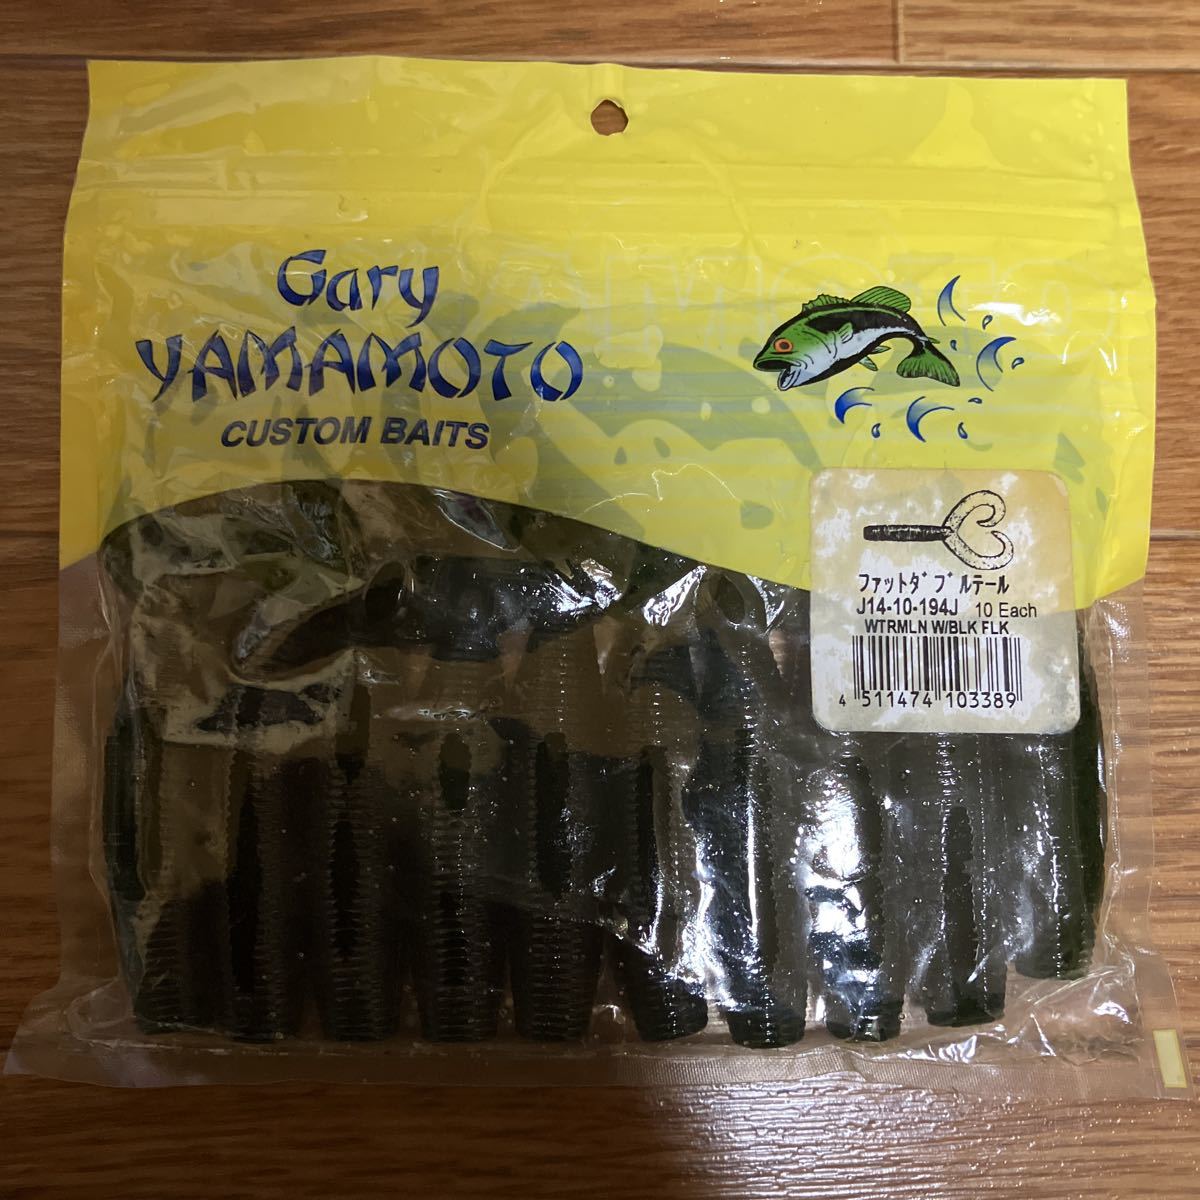 Gary
YAMAMOTO
CUSTOM BAITS
ファットダブルテール
J14-10-194J 10 Each
WTRMLN W/BLK FLK
4 511474 103389